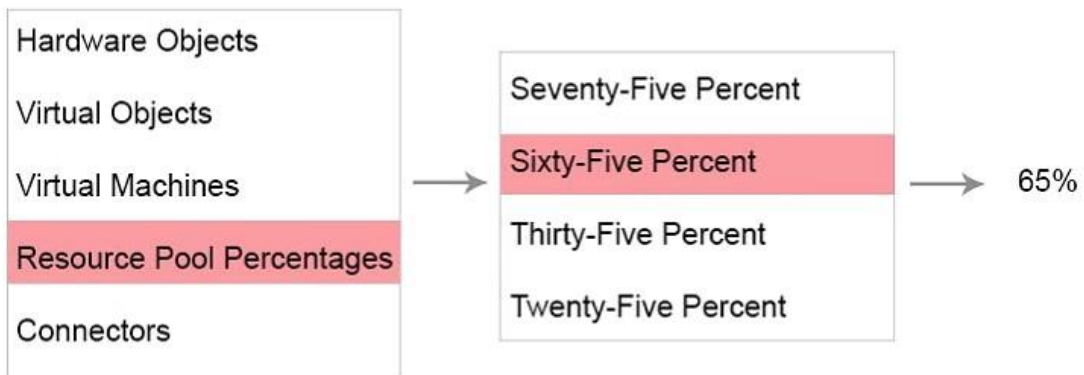 Hardware Objects
Virtual Objects
Virtual Machines
Resource Pool Percentages
Connectors
Seventy-Five Percent
Sixty-Five Percent
Thirty-Five Percent
Twenty-Five Percent
65%